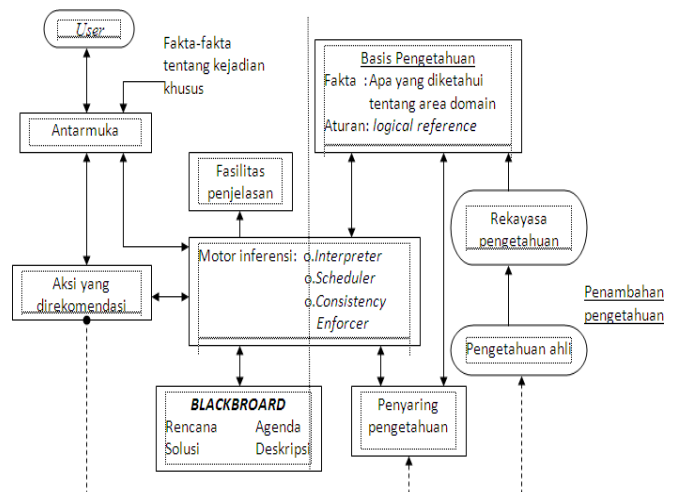 User
Fakta-fakta
tentang kejadian
khusus
Antarmuka
Basis Pengetahuan
Fakta : Apa yang diketahui
tentang area domain
Aturan: logical reference
Fasilitas
penjelasan
Rekayasa
pengetahuan
Motor inferensi: o.Interpreter
o.Scheduler
o.Consistency
Enforcer
Aksi yang
direkomendasi
Penambahan
pengetahuan
Pengetahuan ahli
BLACKBROARD
Rencana Agenda
Solusi Deskripsi
Penyaring
pengetahuan